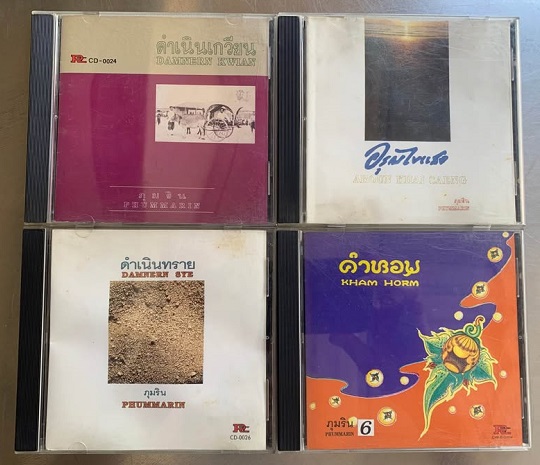 CD-0024
ดำเนินเกวียน
DAMNERN KWIAN
ภุมริน
PHUMMARIN
อรุณไขแสง
AROON KHAI SAENG
ภุมริน
PHUMMARIN
ดำเนินทราย
DAMNERN SYE
ภุมริน
PHUMMARIN
CD-0026
คำหอม
KHAM HORM
ภุมริน 6
PHUMMARIN